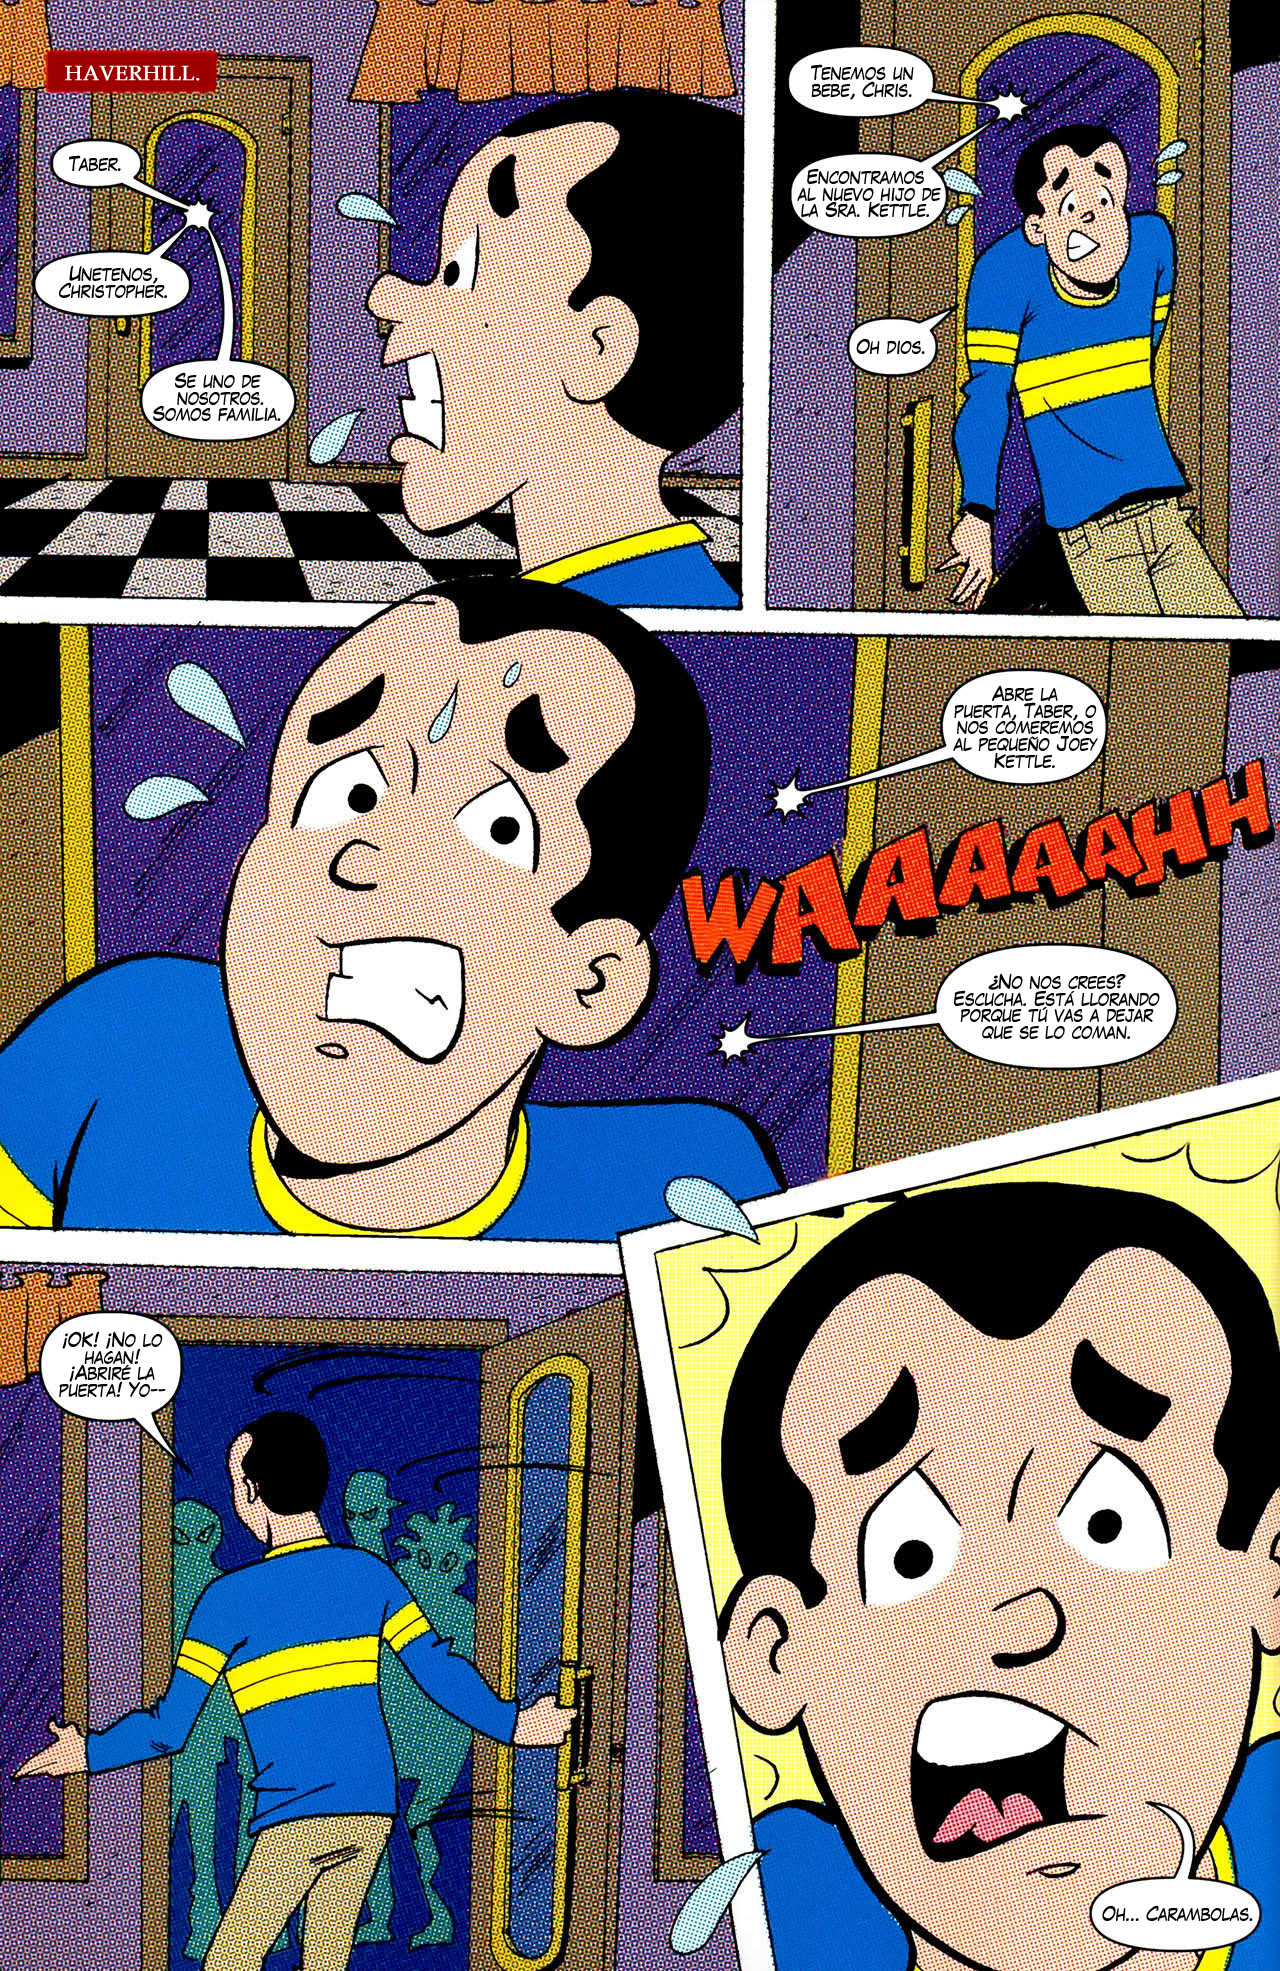 HAVERHILL.
TABER.
UNETENOS,
CHRISTOPHER.
SE UNO DE
NOSOTROS.
SOMOS FAMILIA.
TENEMOS UN
BEBE, CHRIS.
ENCONTRAMOS
AL NUEVO HIJO DE
LA SRA. KETTLE.
OH DIOS.
ABRE LA
PUERTA, TABER, O
NOS COMEREMOS
AL PEQUEÑO JOEY
KETTLE.
WAAAAAAHH
¿NO NOS CREES?
ESCUCHA. ESTÁ LLORANDO
PORQUE TÚ VAS A DEJAR
QUE SE LO COMAN.
¡OK! ¡NO LO
HAGAN!
¡ABRIRÉ LA
PUERTA! YO--
OH... CARAMBOLAS.